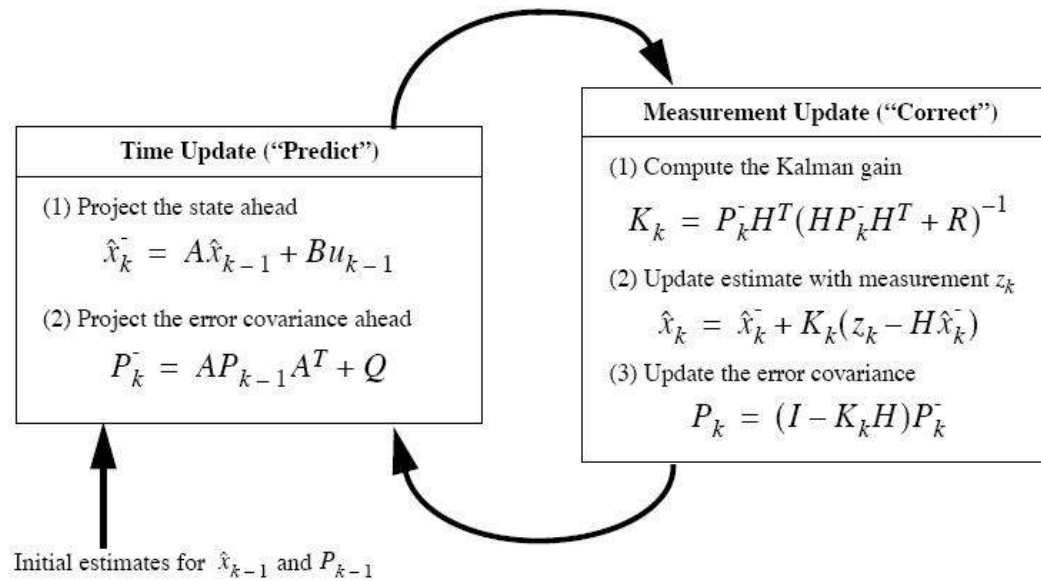 Time Update (“Predict”)
(1) Project the state ahead
x̂⁻ₖ = Ax̂ₖ₋₁ + Buₖ₋₁
(2) Project the error covariance ahead
P⁻ₖ = APₖ₋₁Aᵀ + Q
Initial estimates for x̂ₖ₋₁ and Pₖ₋₁
Measurement Update (“Correct”)
(1) Compute the Kalman gain
Kₖ = P⁻ₖHᵀ(HP⁻ₖHᵀ + R)⁻¹
(2) Update estimate with measurement zₖ
x̂ₖ = x̂⁻ₖ + Kₖ(zₖ – Hx̂⁻ₖ)
(3) Update the error covariance
Pₖ = (I – KₖH)P⁻ₖ